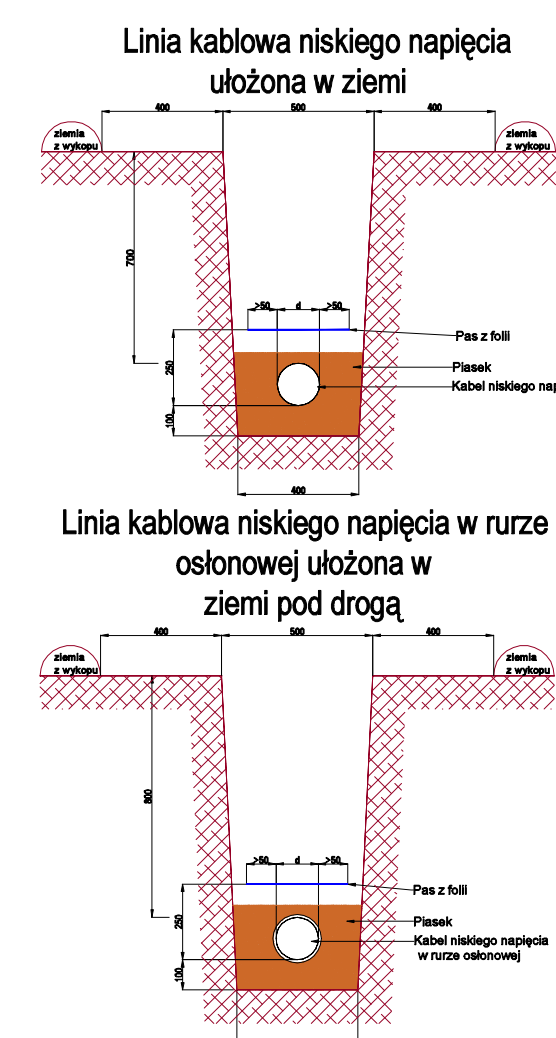 Linia kablowa niskiego napięcia
ułożona w ziemi
400 500 400
ziemia
z wykopu
ziemia
z wykopu
700
>50 d >50
Pas z folii
250
Piasek
Kabel niskiego nap
100
400
Linia kablowa niskiego napięcia w rurze
osłonowej ułożona w
ziemi pod drogą
400 500 400
ziemia
z wykopu
ziemia
z wykopu
800
>50 d >50
Pas z folii
250
Piasek
Kabel niskiego napięcia
w rurze osłonowej
100